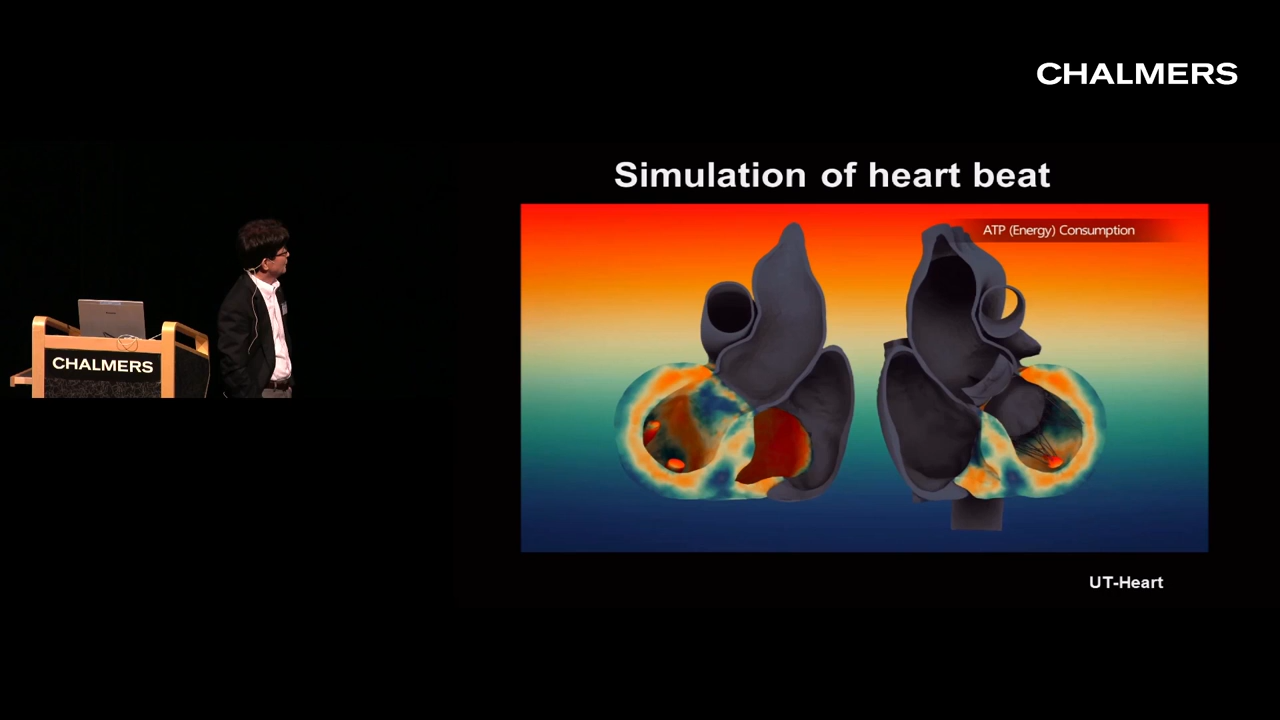 CHALMERS
Simulation of heart beat
ATP (Energy) Consumption
CHALMERS
UT-Heart